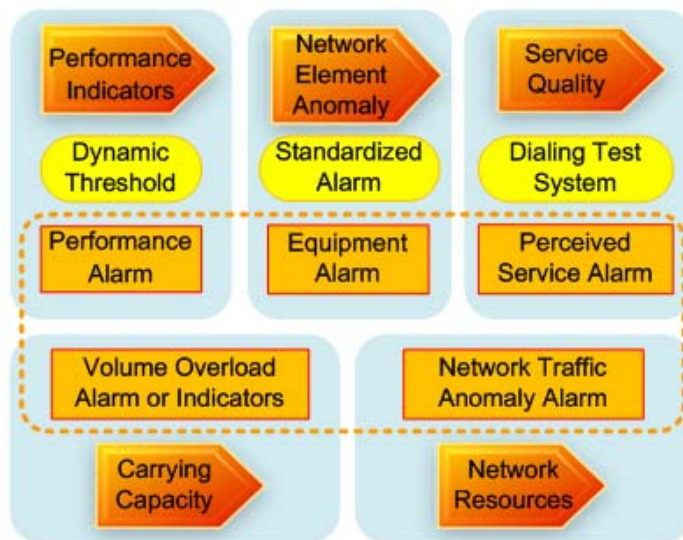 Performance
Indicators
Network
Element
Anomaly
Service
Quality
Dynamic
Threshold
Standardized
Alarm
Dialing Test
System
Performance
Alarm
Equipment
Alarm
Perceived
Service Alarm
Volume Overload
Alarm or Indicators
Network Traffic
Anomaly Alarm
Carrying
Capacity
Network
Resources